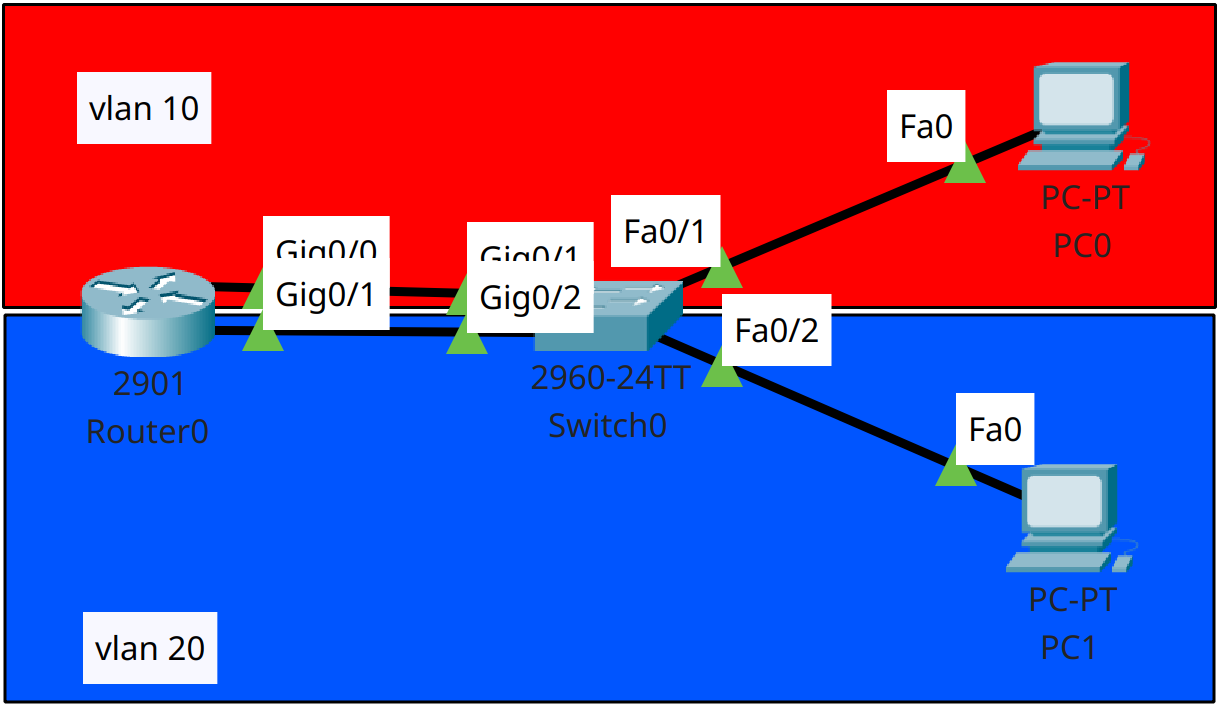 vlan 10
Fa0
PC-PT
PC0
Fa0/1
Gig0/0
Gig0/1
Gig0/1
Gig0/2
Fa0/2
2901
Router0
2960-24TT
Switch0
Fa0
PC-PT
PC1
vlan 20